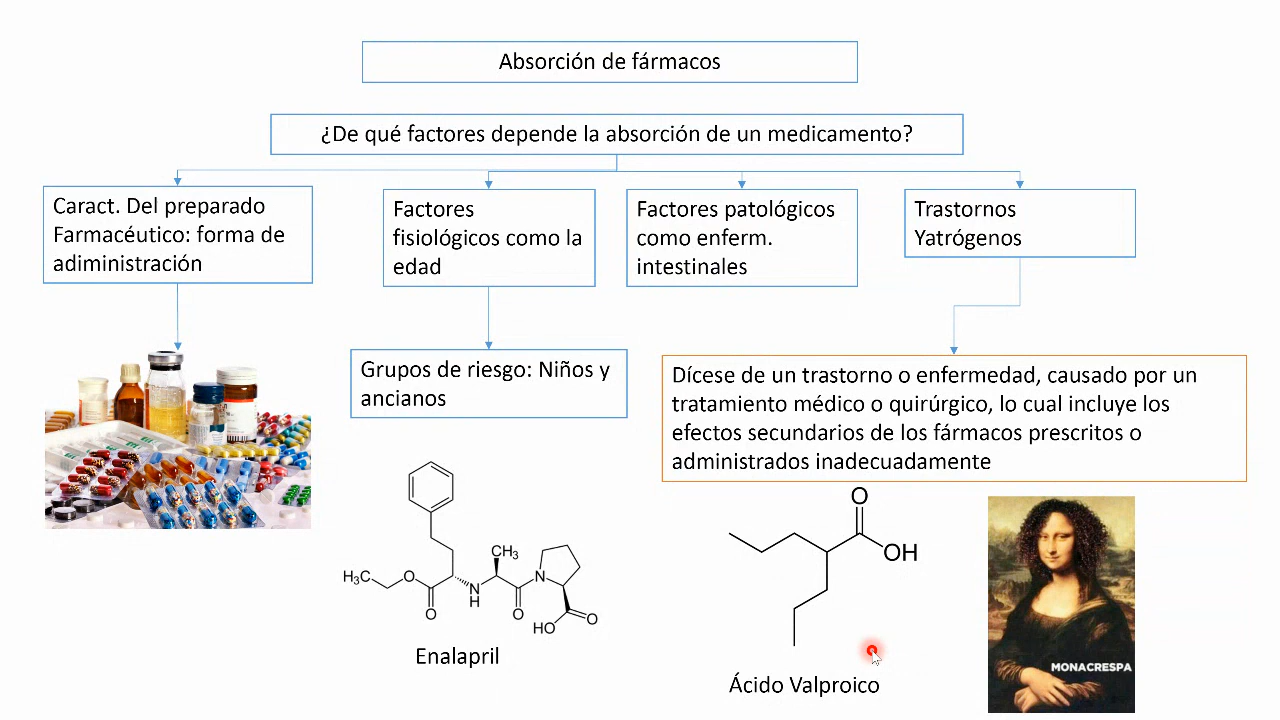 Absorción de fármacos
¿De qué factores depende la absorción de un medicamento?
Caract. Del preparado
Farmacéutico: forma de
adiministración
Factores
fisiológicos como la
edad
Factores patológicos
como enferm.
intestinales
Trastornos
Yatrógenos
Grupos de riesgo: Niños y
ancianos
Dícese de un trastorno o enfermedad, causado por un
tratamiento médico o quirúrgico, lo cual incluye los
efectos secundarios de los fármacos prescritos o
administrados inadecuadamente
CH₃
H₃C
O
N
H
O
O
N
HO
O
Enalapril
O
OH
Ácido Valproico
MONACRESPA